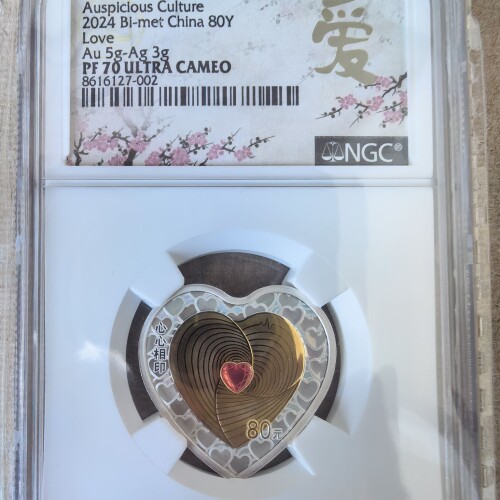 Auspicious Culture
2024 Bi-met China 80Y
Love
Au 5g-Ag 3g
PF 70 ULTRA CAMEO
8616127-002
爱
NGC®
心心相印
80元